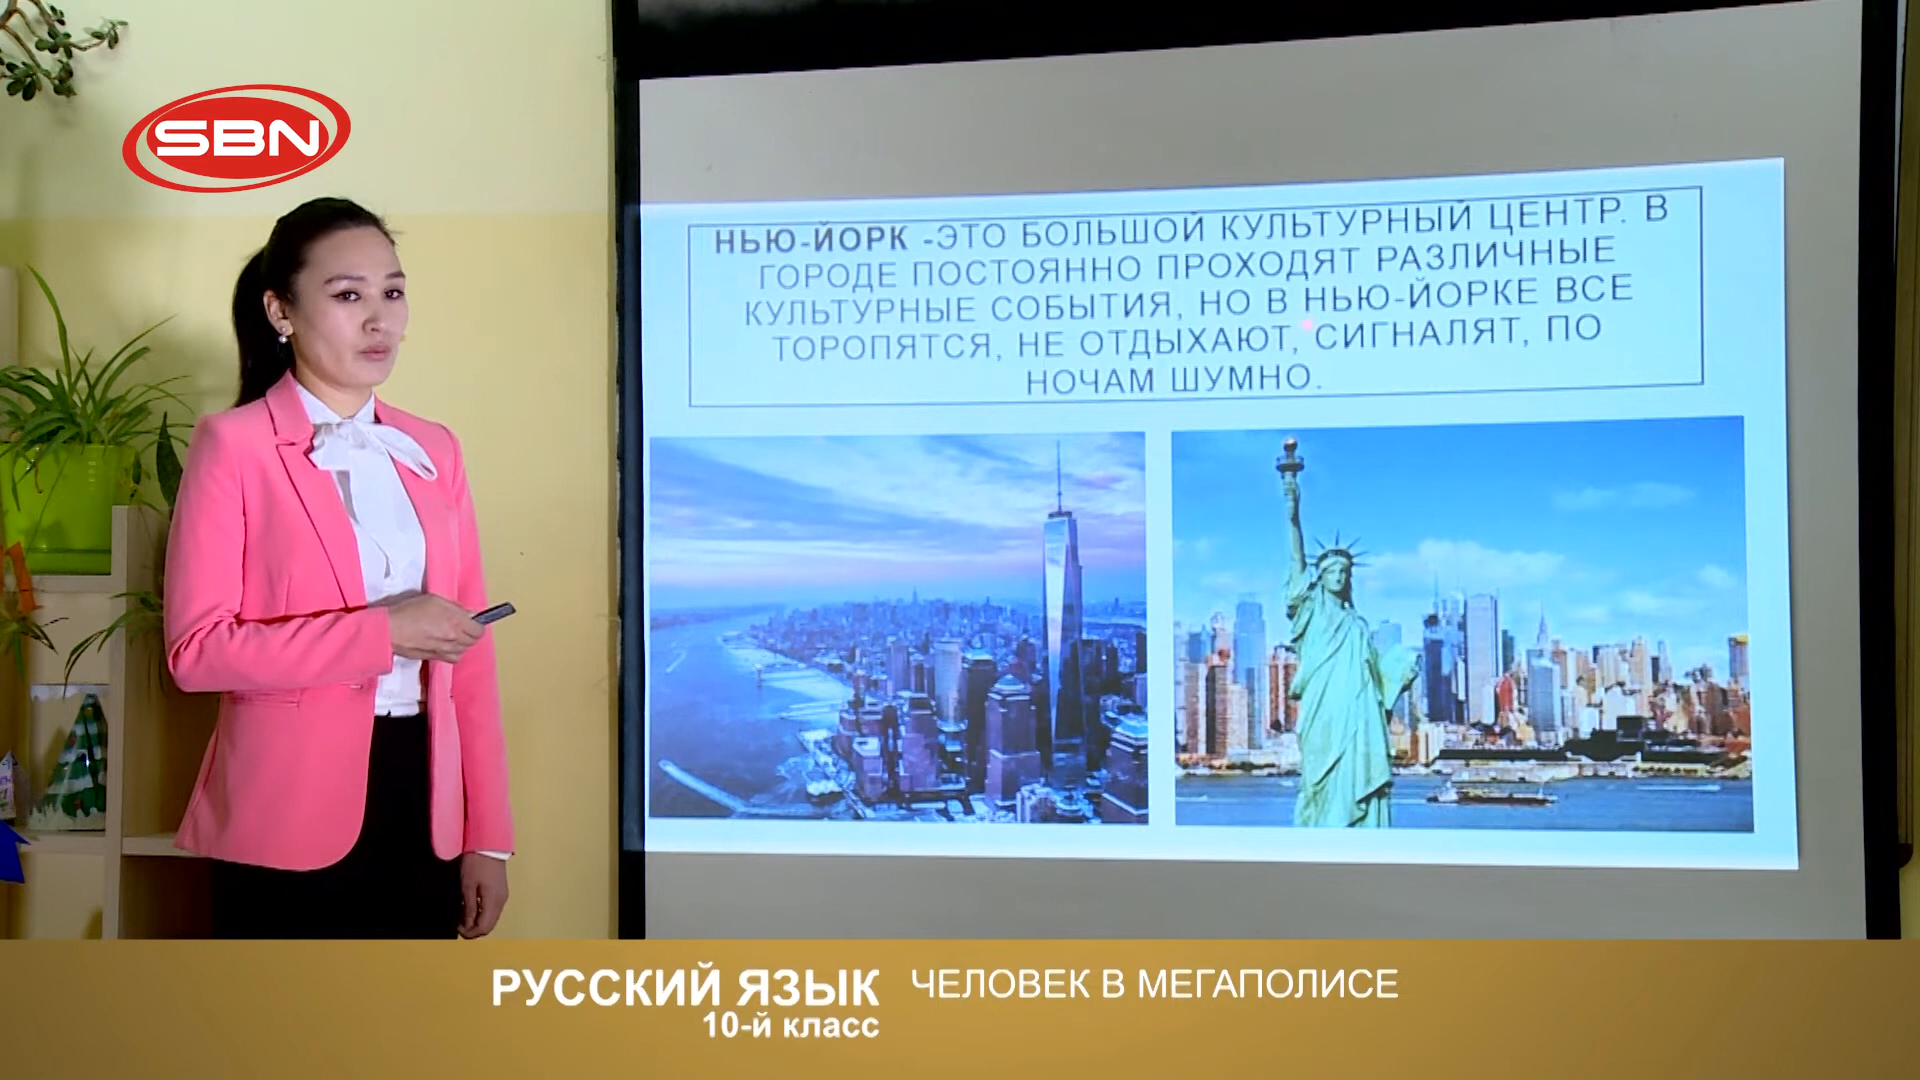 SBN
НЬЮ-ЙОРК -ЭТО БОЛЬШОЙ КУЛЬТУРНЫЙ ЦЕНТР. В
ГОРОДЕ ПОСТОЯННО ПРОХОДЯТ РАЗЛИЧНЫЕ
КУЛЬТУРНЫЕ СОБЫТИЯ, НО В НЬЮ-ЙОРКЕ ВСЕ
ТОРОПЯТСЯ, НЕ ОТДЫХАЮТ, СИГНАЛЯТ, ПО
НОЧАМ ШУМНО.
РУССКИЙ ЯЗЫК ЧЕЛОВЕК В МЕГАПОЛИСЕ
10-й класс